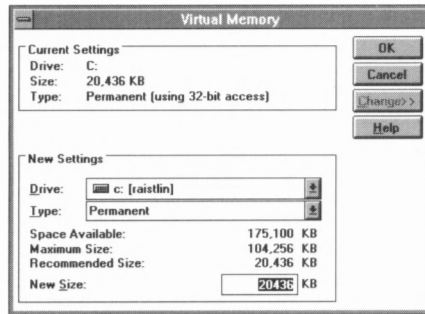 Virtual Memory
Current Settings
Drive: C:
Size: 20,436 KB
Type: Permanent (using 32-bit access)
OK
Cancel
Change>>
Help
New Settings
Drive: c: [raistlin]
Type: Permanent
Space Available: 175,100 KB
Maximum Size: 104,256 KB
Recommended Size: 20,436 KB
New Size: 20436 KB